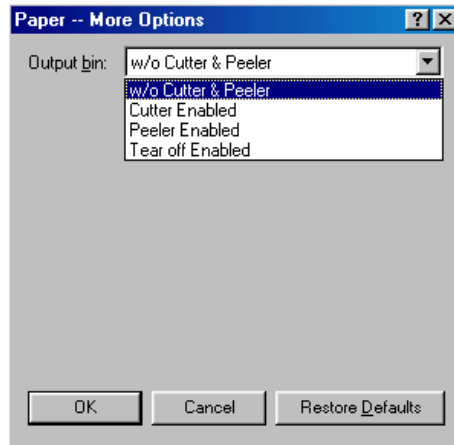 Paper -- More Options
Output bin: w/o Cutter & Peeler
w/o Cutter & Peeler
Cutter Enabled
Peeler Enabled
Tear off Enabled
OK Cancel Restore Defaults